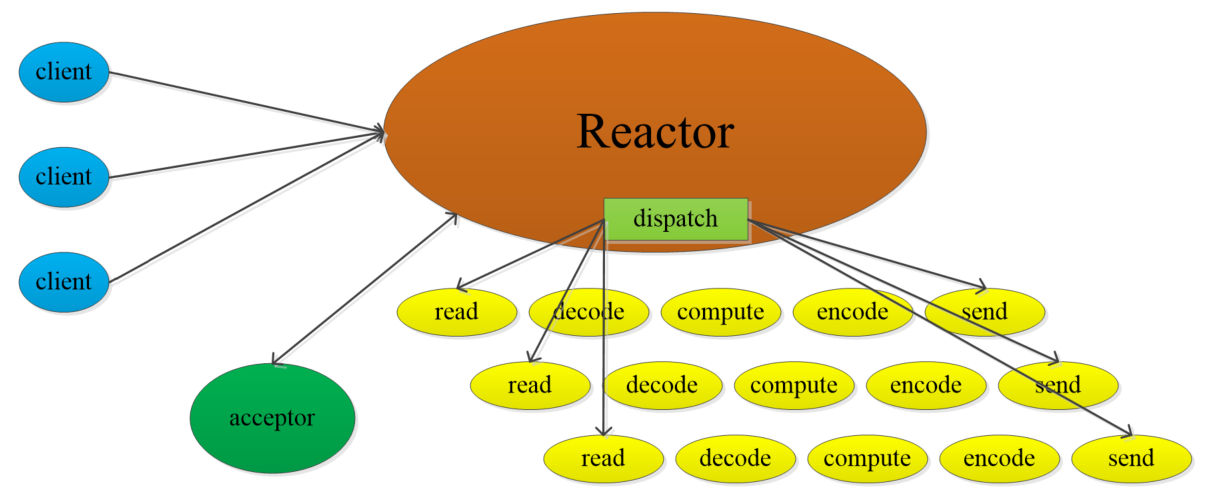 client
client
client
Reactor
dispatch
acceptor
read decode compute encode send
read decode compute encode send
read decode compute encode send